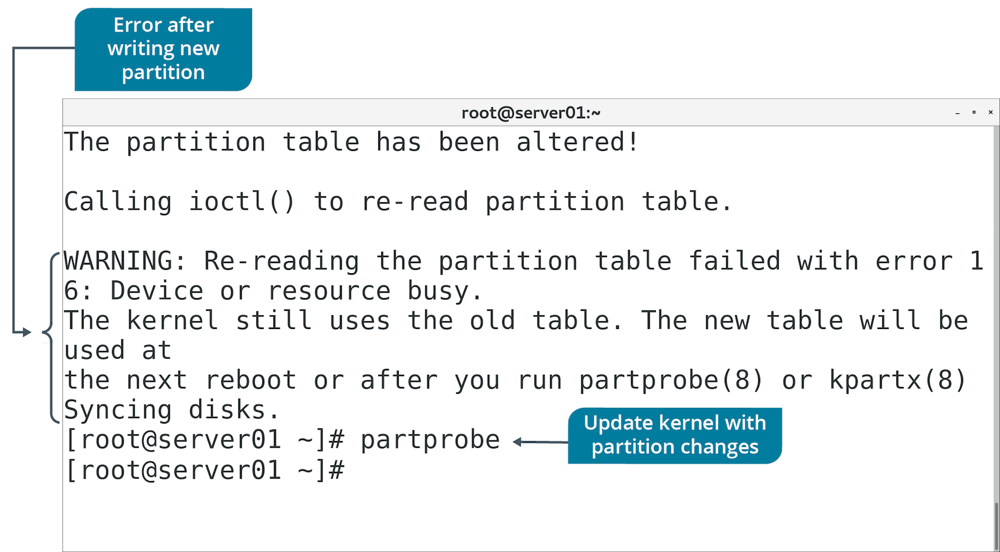 Error after
writing new
partition
root@server01:~
The partition table has been altered!
Calling ioctl() to re-read partition table.
WARNING: Re-reading the partition table failed with error 1
6: Device or resource busy.
The kernel still uses the old table. The new table will be
used at
the next reboot or after you run partprobe(8) or kpartx(8)
Syncing disks.
[root@server01 ~]# partprobe
Update kernel with
partition changes
[root@server01 ~]#